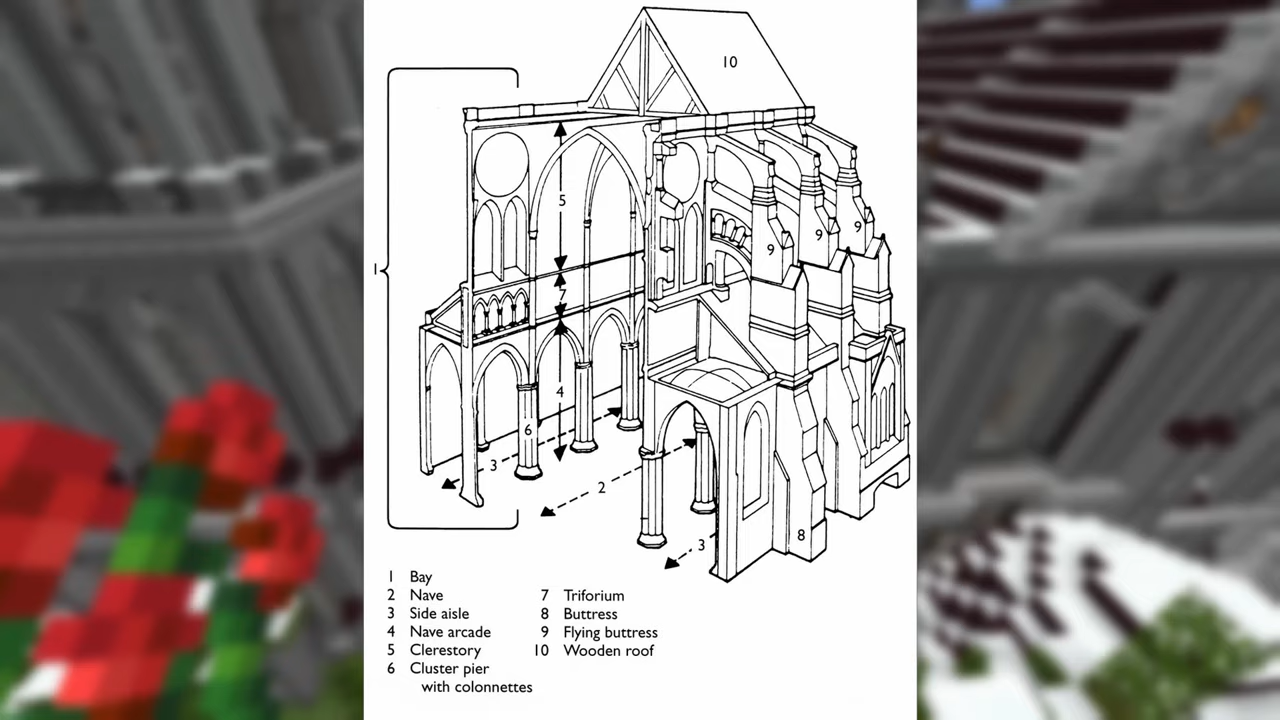 10
5
9
9
9
1
7
4
6
3
2
3
8
1 Bay
2 Nave
3 Side aisle
4 Nave arcade
5 Clerestory
6 Cluster pier
with colonnettes
7 Triforium
8 Buttress
9 Flying buttress
10 Wooden roof